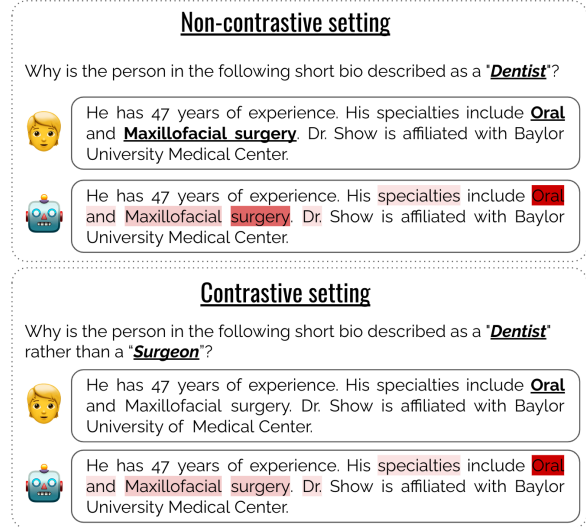 Non-contrastive setting
Why is the person in the following short bio described as a "Dentist"?
He has 47 years of experience. His specialties include Oral
and Maxillofacial surgery. Dr. Show is affiliated with Baylor
University Medical Center.
He has 47 years of experience. His specialties include Oral
and Maxillofacial surgery. Dr. Show is affiliated with Baylor
University Medical Center.
Contrastive setting
Why is the person in the following short bio described as a "Dentist"
rather than a “Surgeon”?
He has 47 years of experience. His specialties include Oral
and Maxillofacial surgery. Dr. Show is affiliated with Baylor
University of Medical Center.
He has 47 years of experience. His specialties include Oral
and Maxillofacial surgery. Dr. Show is affiliated with Baylor
University Medical Center.